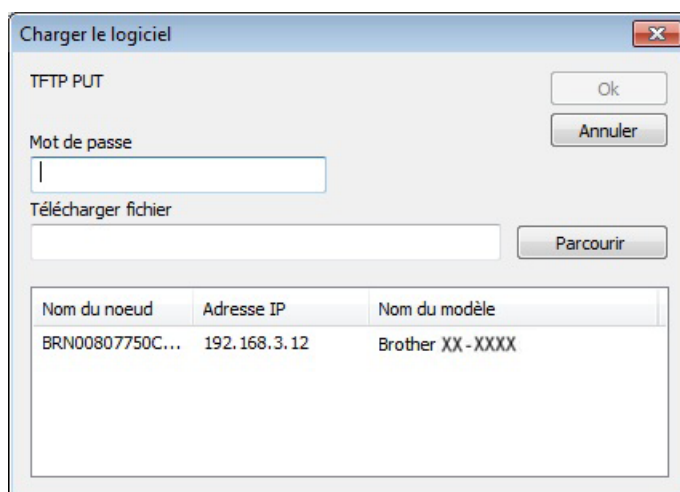 Charger le logiciel
TFTP PUT
Ok
Annuler
Mot de passe
Télécharger fichier
Parcourir
Nom du noeud Adresse IP Nom du modèle
BRN00807750C... 192.168.3.12 Brother XX-XXXX